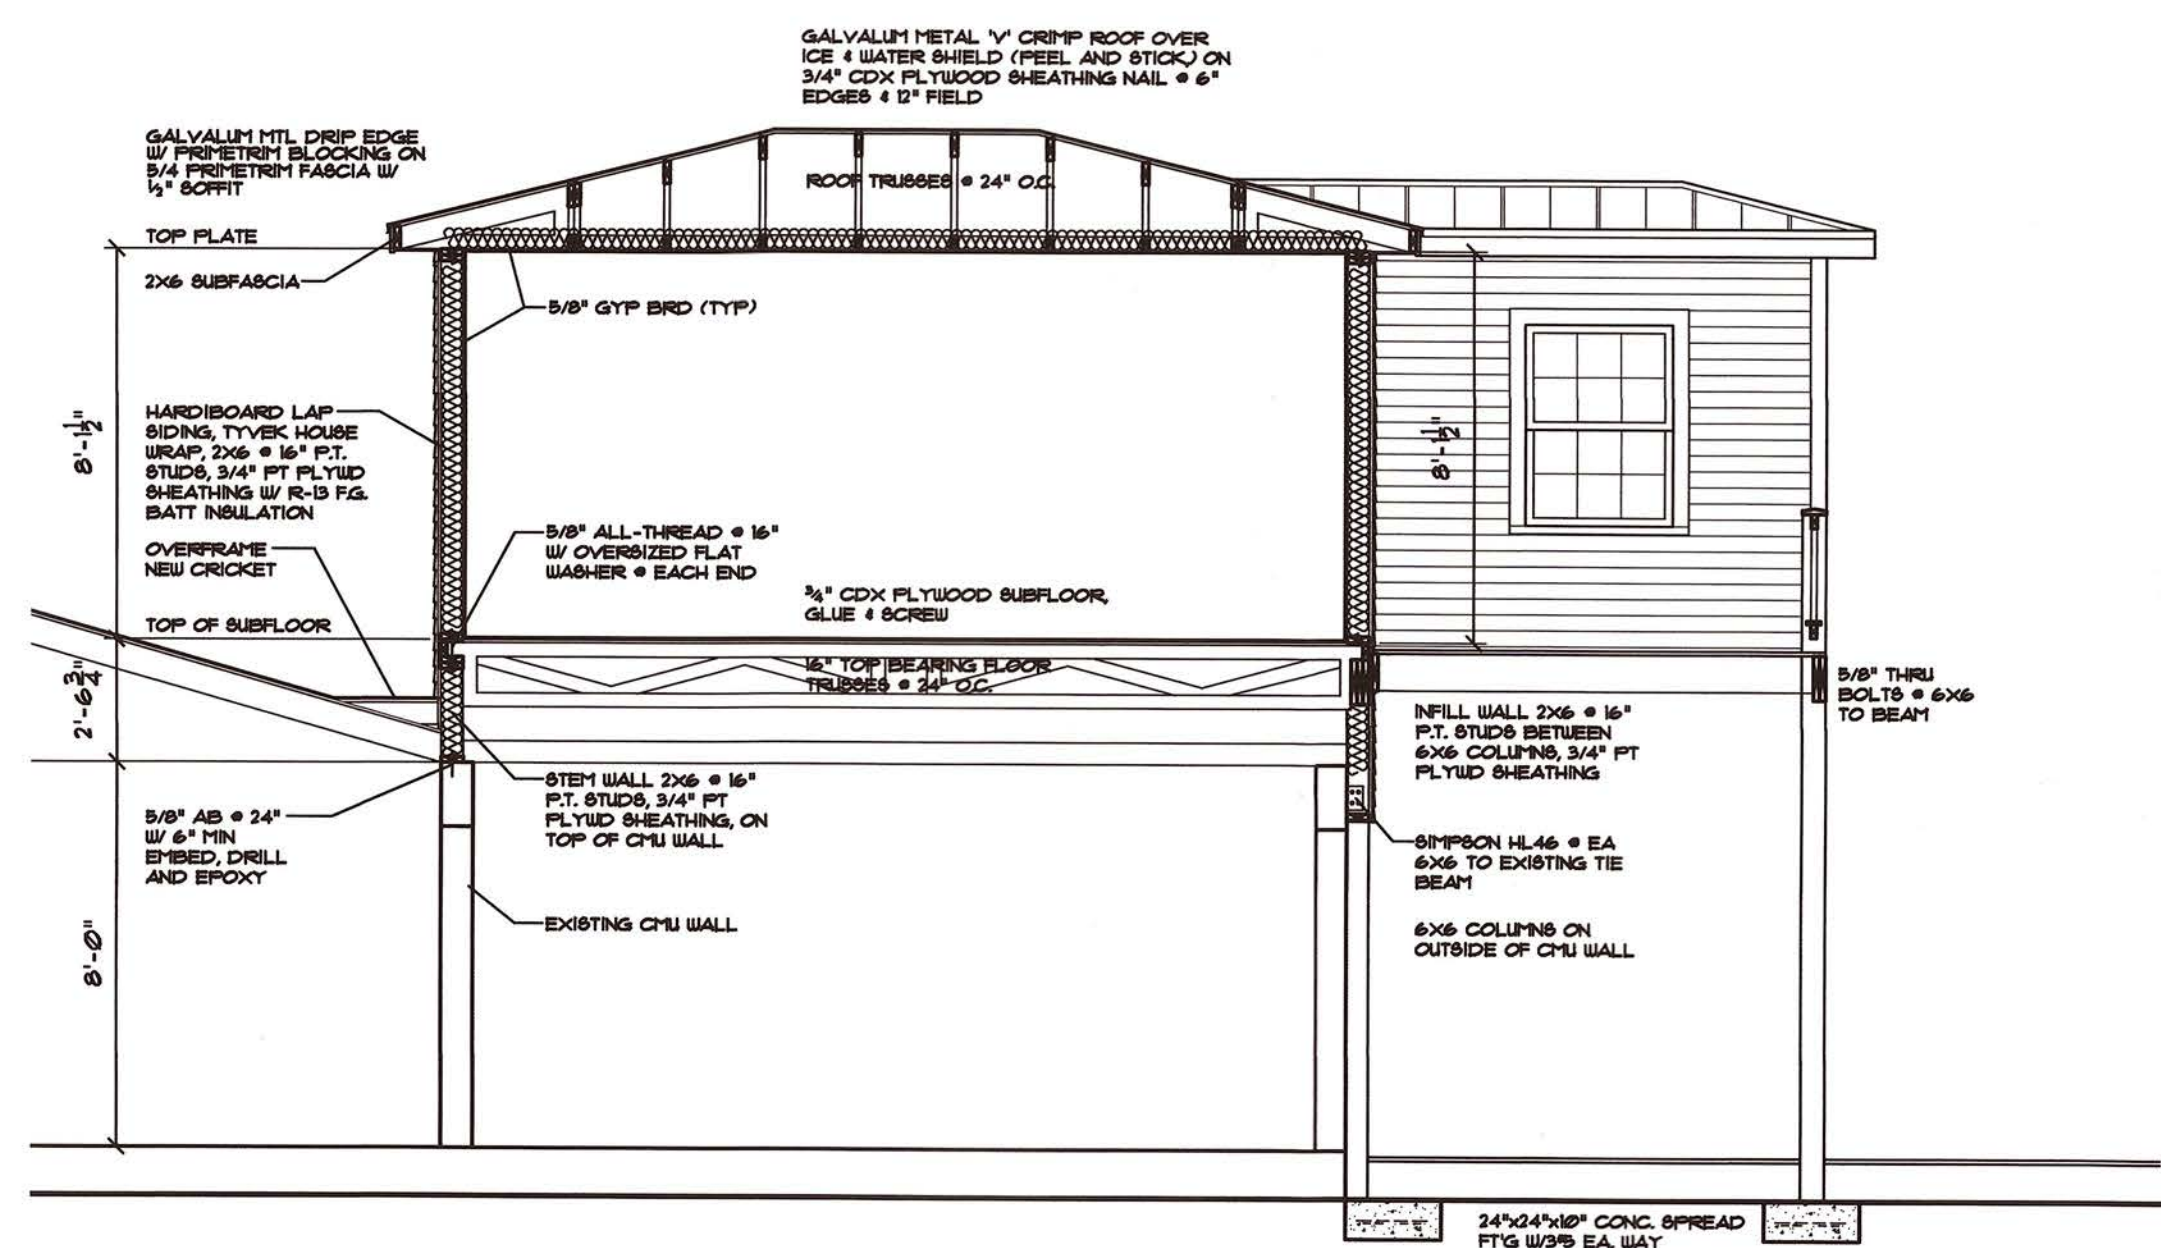 GALVALUM METAL 'V' CRIMP ROOF OVER
ICE & WATER SHIELD (PEEL AND STICK) ON
3/4" CDX PLYWOOD SHEATHING NAIL @ 6"
EDGES & 12" FIELD
GALVALUM MTL DRIP EDGE
W/ PRIMETRIM BLOCKING ON
5/4 PRIMETRIM FASCIA W/
1/2" SOFFIT
ROOF TRUSSES @ 24" O.C.
TOP PLATE
2X6 SUBFASCIA
5/8" GYP BRD (TYP)
8'-1 1/2"
HARDIBOARD LAP
SIDING, TYVEK HOUSE
WRAP, 2X6 @ 16" P.T.
STUDS, 3/4" PT PLYWD
SHEATHING W/ R-13 F.G.
BATT INSULATION
8'-1 1/2"
OVERFRAME
NEW CRICKET
5/8" ALL-THREAD @ 16"
W/ OVERSIZED FLAT
WASHER @ EACH END
3/4" CDX PLYWOOD SUBFLOOR,
GLUE & SCREW
TOP OF SUBFLOOR
2'-6 3/4"
16" TOP BEARING FLOOR
TRUSSES @ 24" O.C.
5/8" THRU
BOLTS @ 6X6
TO BEAM
INFILL WALL 2X6 @ 16"
P.T. STUDS BETWEEN
6X6 COLUMNS, 3/4" PT
PLYWD SHEATHING
STEM WALL 2X6 @ 16"
P.T. STUDS, 3/4" PT
PLYWD SHEATHING, ON
TOP OF CMU WALL
5/8" AB @ 24"
W/ 6" MIN
EMBED, DRILL
AND EPOXY
SIMPSON HL46 @ EA
6X6 TO EXISTING TIE
BEAM
8'-0"
EXISTING CMU WALL
6X6 COLUMNS ON
OUTSIDE OF CMU WALL
24"x24"x10" CONC. SPREAD
FT'G W/3#5 EA. WAY